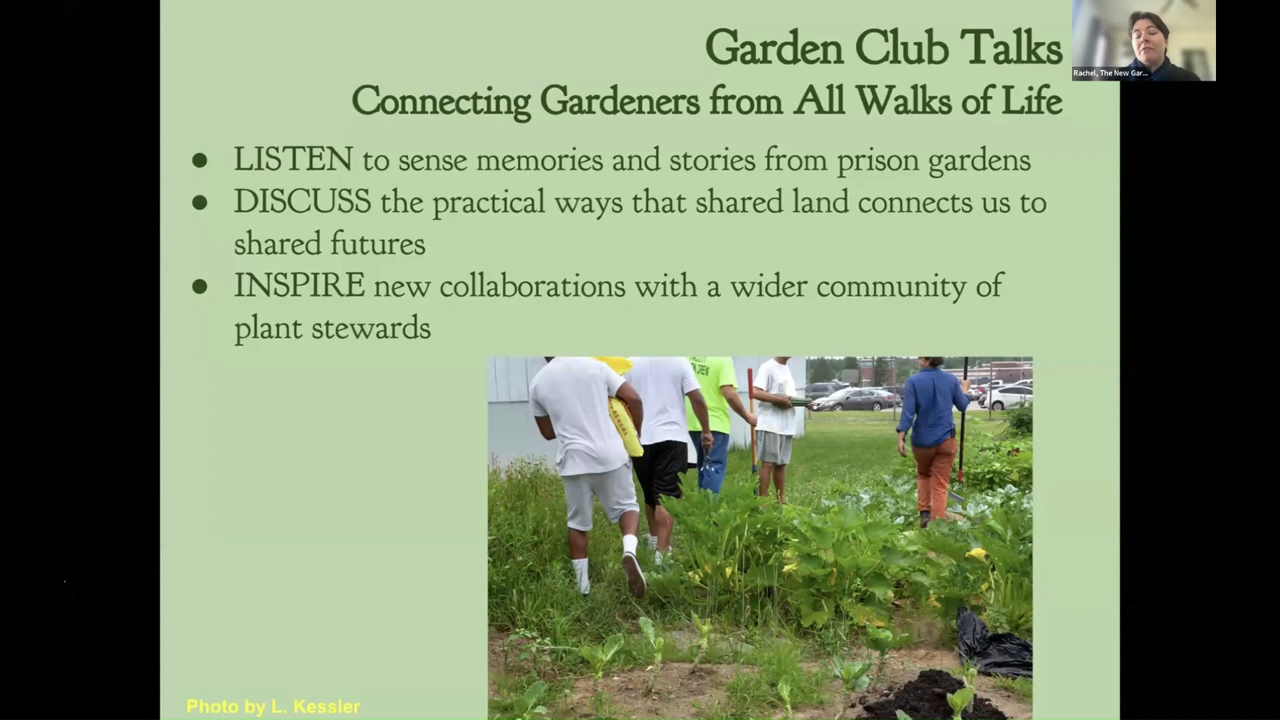 Garden Club Talks
Connecting Gardeners from All Walks of Life
Rachel, The New Gar...
● LISTEN to sense memories and stories from prison gardens
● DISCUSS the practical ways that shared land connects us to
shared futures
● INSPIRE new collaborations with a wider community of
plant stewards
Photo by L. Kessler